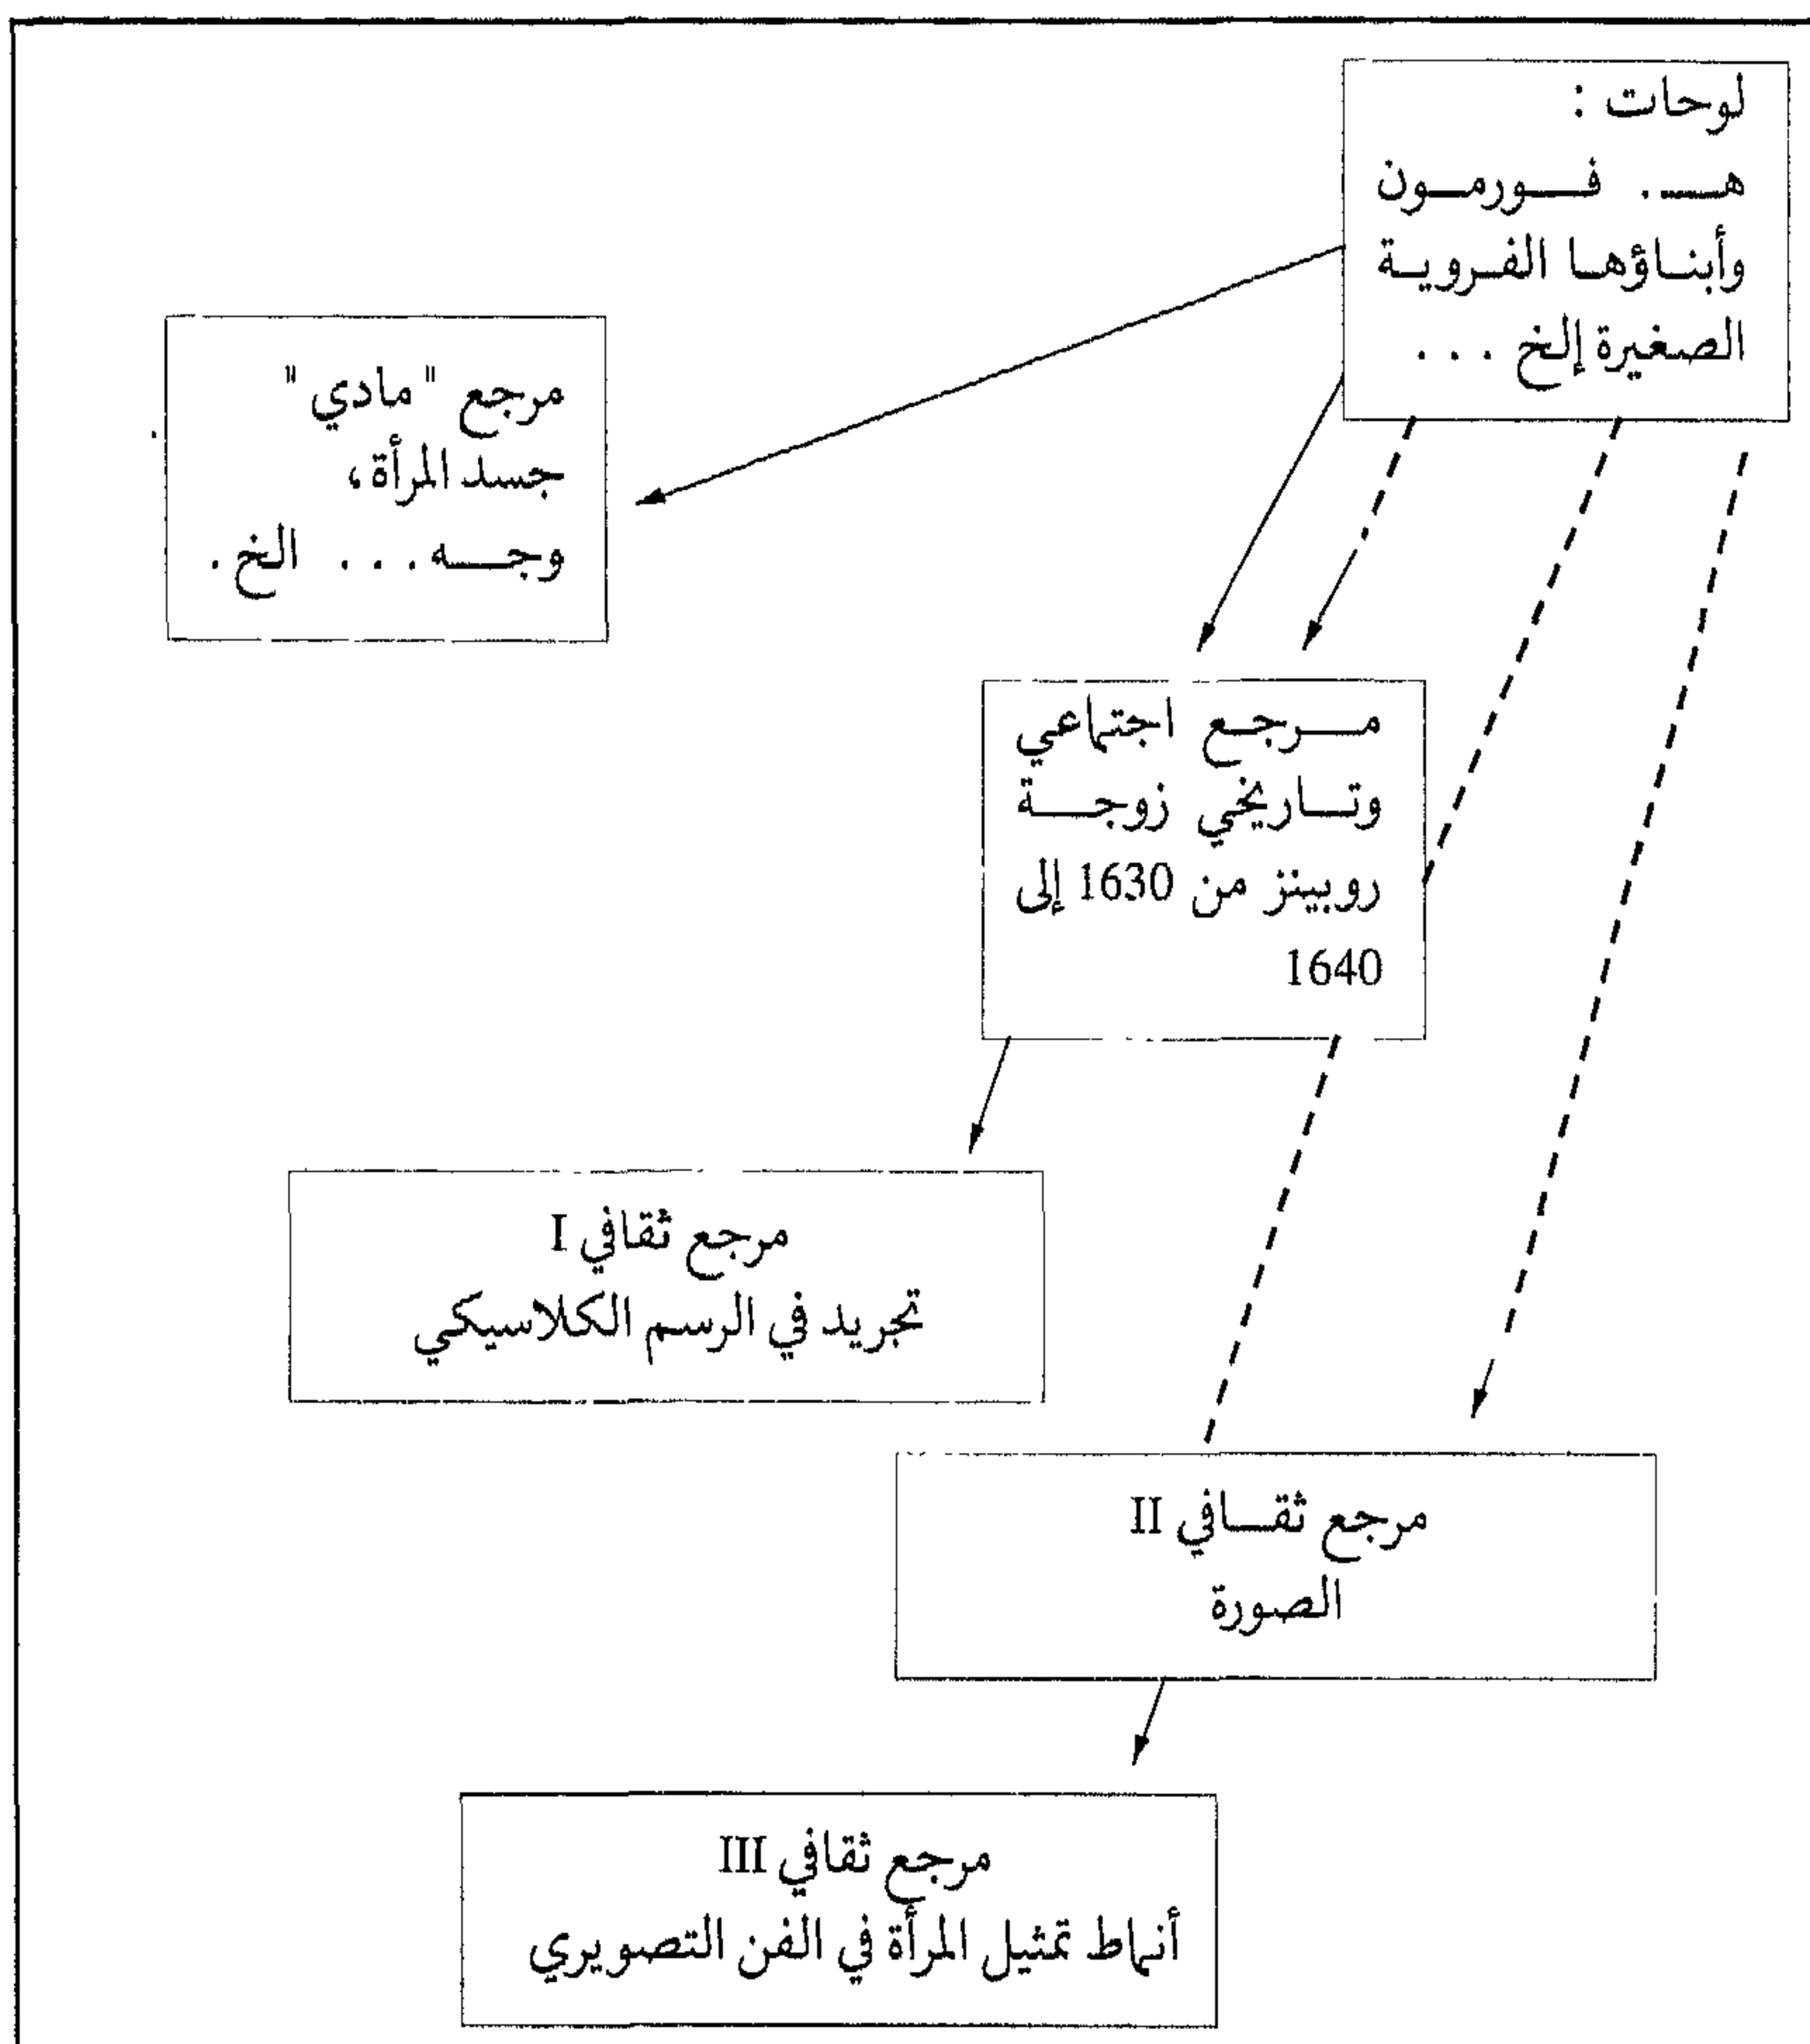 لوحات :
هـ. فورمون
وأبناؤها الفروية
الصغيرة إلخ ...
مرجع "مادي"
جسد المرأة،
وجه... الخ.
مرجع اجتماعي
وتاريخي زوجة
روبينز من 1630 إلى
1640
مرجع ثقافي I
تجريد في الرسم الكلاسيكي
مرجع ثقافي II
الصورة
مرجع ثقافي III
أنماط تمثيل المرأة في الفن التصويري